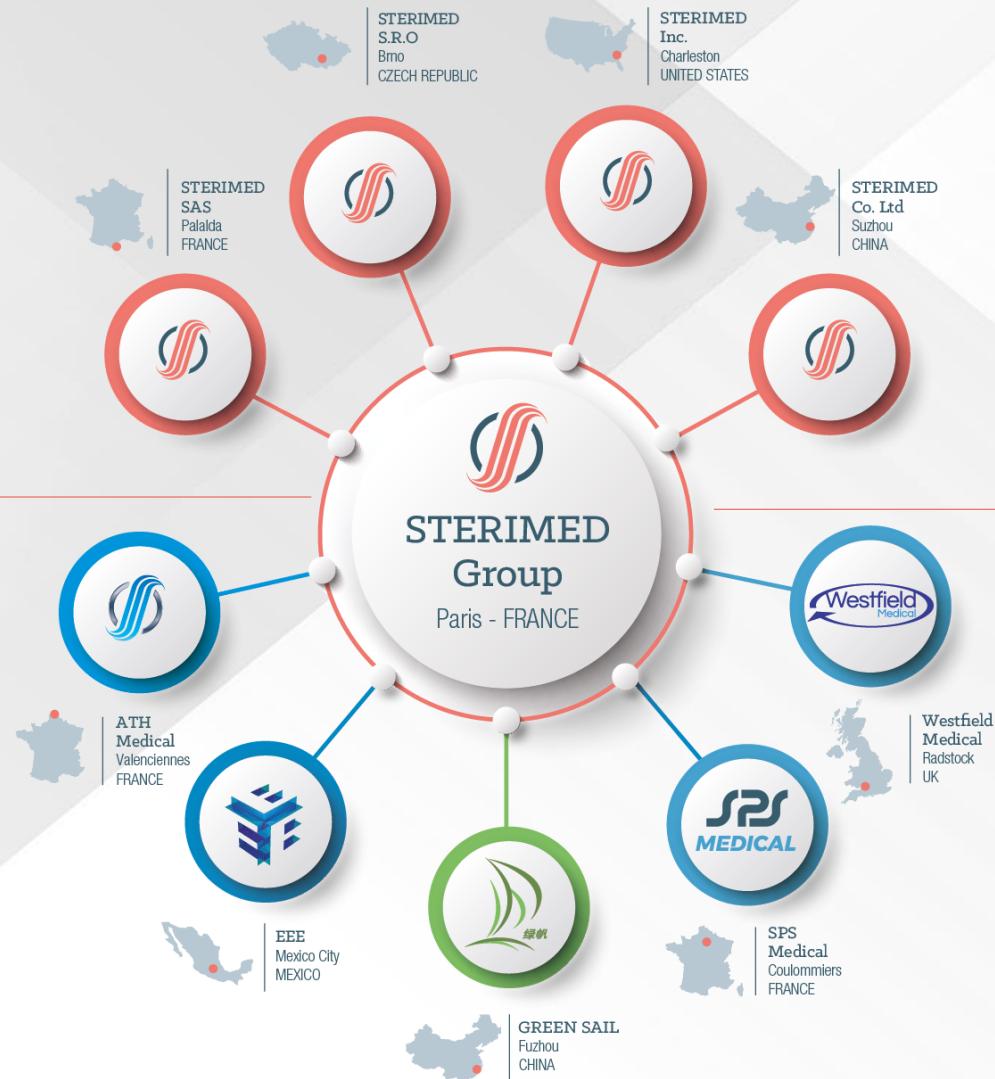 STERIMED
S.R.O
Brno
CZECH REPUBLIC
STERIMED
Inc.
Charleston
UNITED STATES
STERIMED
SAS
Palalda
FRANCE
STERIMED
Co. Ltd
Suzhou
CHINA
STERIMED
Group
Paris - FRANCE
Westfield
Medical
ATH
Medical
Valenciennes
FRANCE
Westfield
Medical
Radstock
UK
SPS
MEDICAL
EEE
Mexico City
MEXICO
绿帆
SPS
Medical
Coulommiers
FRANCE
GREEN SAIL
Fuzhou
CHINA